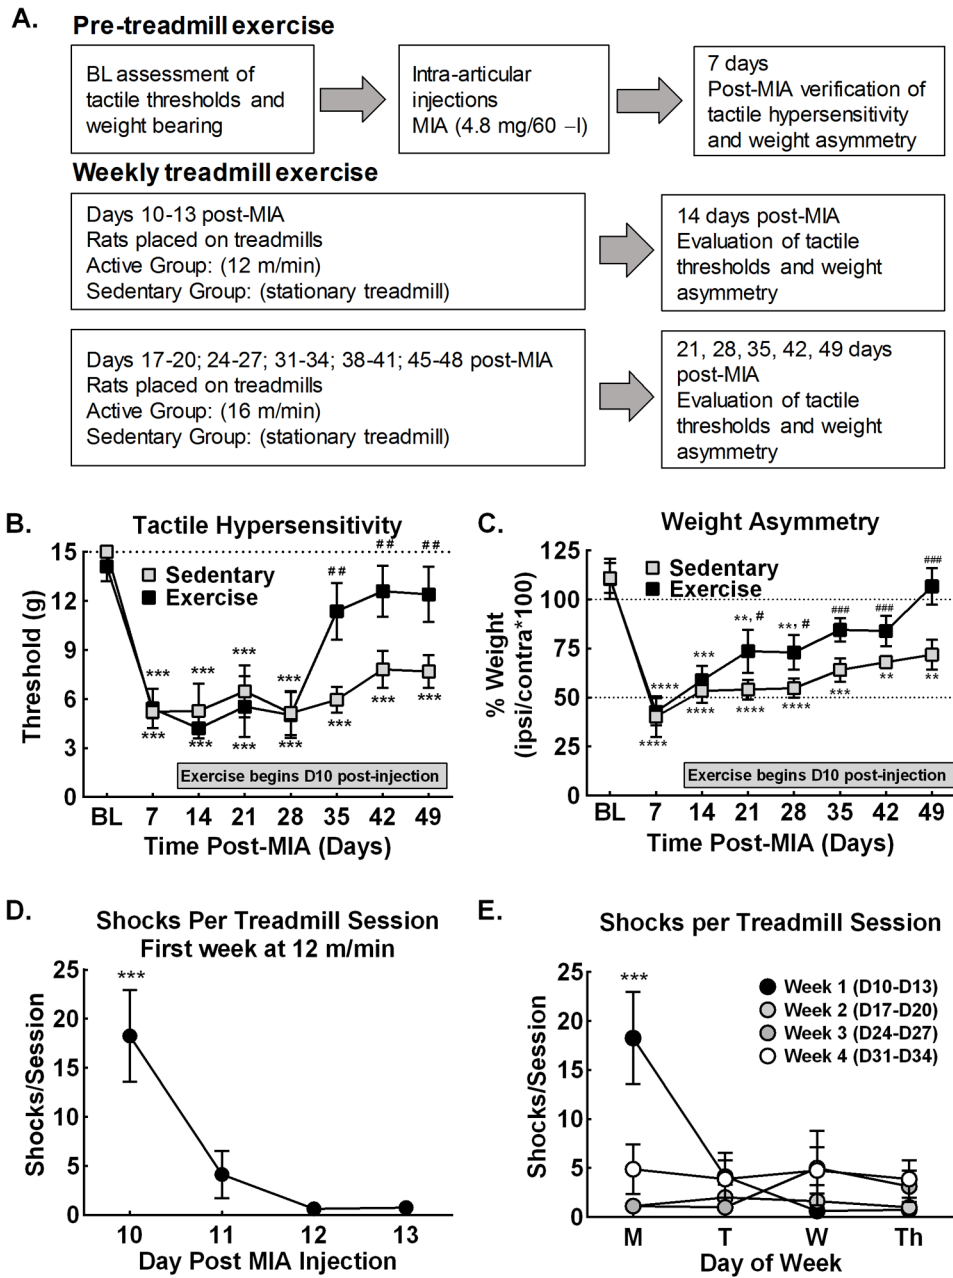 A.
Pre-treadmill exercise
BL assessment of
tactile thresholds and
weight bearing
Intra-articular
injections
MIA (4.8 mg/60 –l)
7 days
Post-MIA verification of
tactile hypersensitivity
and weight asymmetry
Weekly treadmill exercise
Days 10-13 post-MIA
Rats placed on treadmills
Active Group: (12 m/min)
Sedentary Group: (stationary treadmill)
14 days post-MIA
Evaluation of tactile
thresholds and weight
asymmetry
Days 17-20; 24-27; 31-34; 38-41; 45-48 post-MIA
Rats placed on treadmills
Active Group: (16 m/min)
Sedentary Group: (stationary treadmill)
21, 28, 35, 42, 49 days
post-MIA
Evaluation of tactile
thresholds and weight
asymmetry
B.
Tactile Hypersensitivity
Threshold (g)
15
12
9
6
3
0
Sedentary
Exercise
## ## ##
*** *** *** *** *** ***
*** *** *** ***
Exercise begins D10 post-injection
BL 7 14 21 28 35 42 49
Time Post-MIA (Days)
C.
Weight Asymmetry
% Weight
(ipsi/contra*100)
125
100
75
50
25
0
Sedentary
Exercise
**** *** **, # **, # ### ### ###
**** **** **** **** *** ** **
Exercise begins D10 post-injection
BL 7 14 21 28 35 42 49
Time Post-MIA (Days)
D.
Shocks Per Treadmill Session
First week at 12 m/min
Shocks/Session
25
20
15
10
5
0
***
10 11 12 13
Day Post MIA Injection
E.
Shocks per Treadmill Session
Shocks/Session
25
20
15
10
5
0
***
Week 1 (D10-D13)
Week 2 (D17-D20)
Week 3 (D24-D27)
Week 4 (D31-D34)
M T W Th
Day of Week